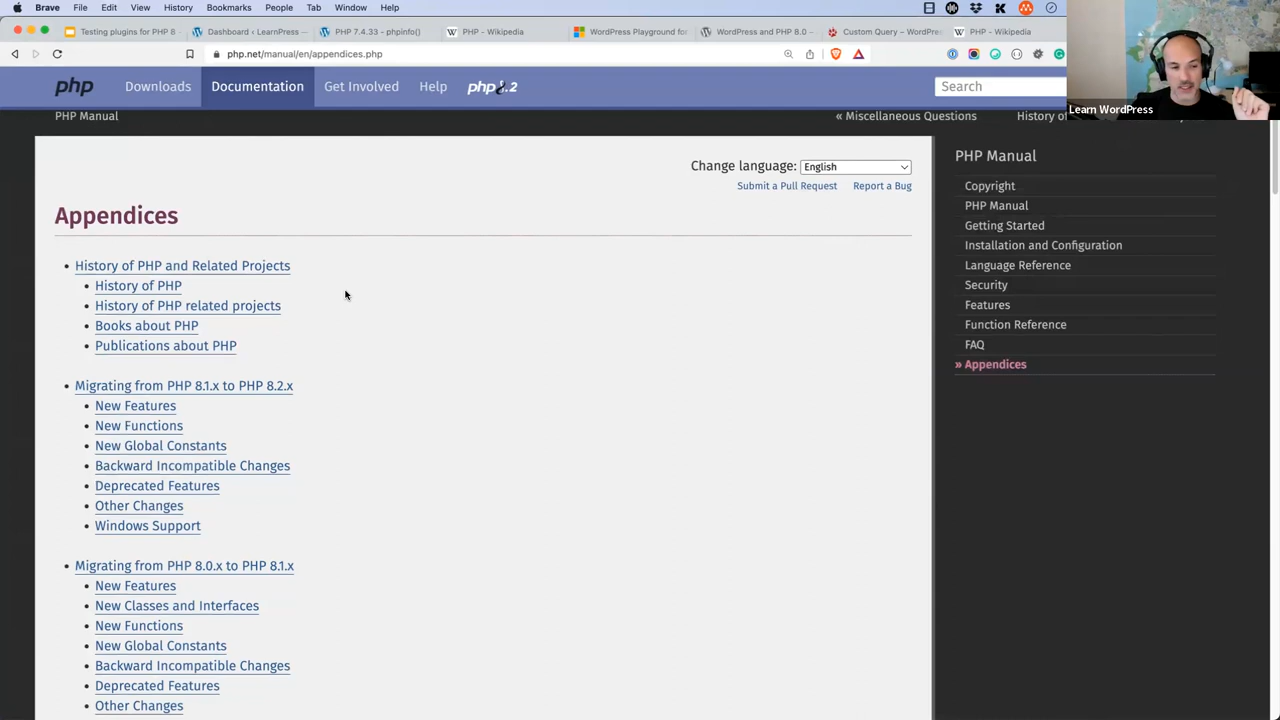 Brave File Edit View History Bookmarks People Tab Window Help
Testing plugins for PHP 8 - Dashboard ‹ LearnPress — PHP 7.4.33 - phpinfo() PHP - Wikipedia WordPress Playground for WordPress and PHP 8.0 – Custom Query – WordPres PHP - Wikipedia
php.net/manual/en/appendices.php
php Downloads Documentation Get Involved Help php8.2 Search
Learn WordPress
PHP Manual « Miscellaneous Questions History of
Change language: English
Submit a Pull Request Report a Bug
Appendices
• History of PHP and Related Projects
• History of PHP
• History of PHP related projects
• Books about PHP
• Publications about PHP
• Migrating from PHP 8.1.x to PHP 8.2.x
• New Features
• New Functions
• New Global Constants
• Backward Incompatible Changes
• Deprecated Features
• Other Changes
• Windows Support
• Migrating from PHP 8.0.x to PHP 8.1.x
• New Features
• New Classes and Interfaces
• New Functions
• New Global Constants
• Backward Incompatible Changes
• Deprecated Features
• Other Changes
PHP Manual
Copyright
PHP Manual
Getting Started
Installation and Configuration
Language Reference
Security
Features
Function Reference
FAQ
» Appendices